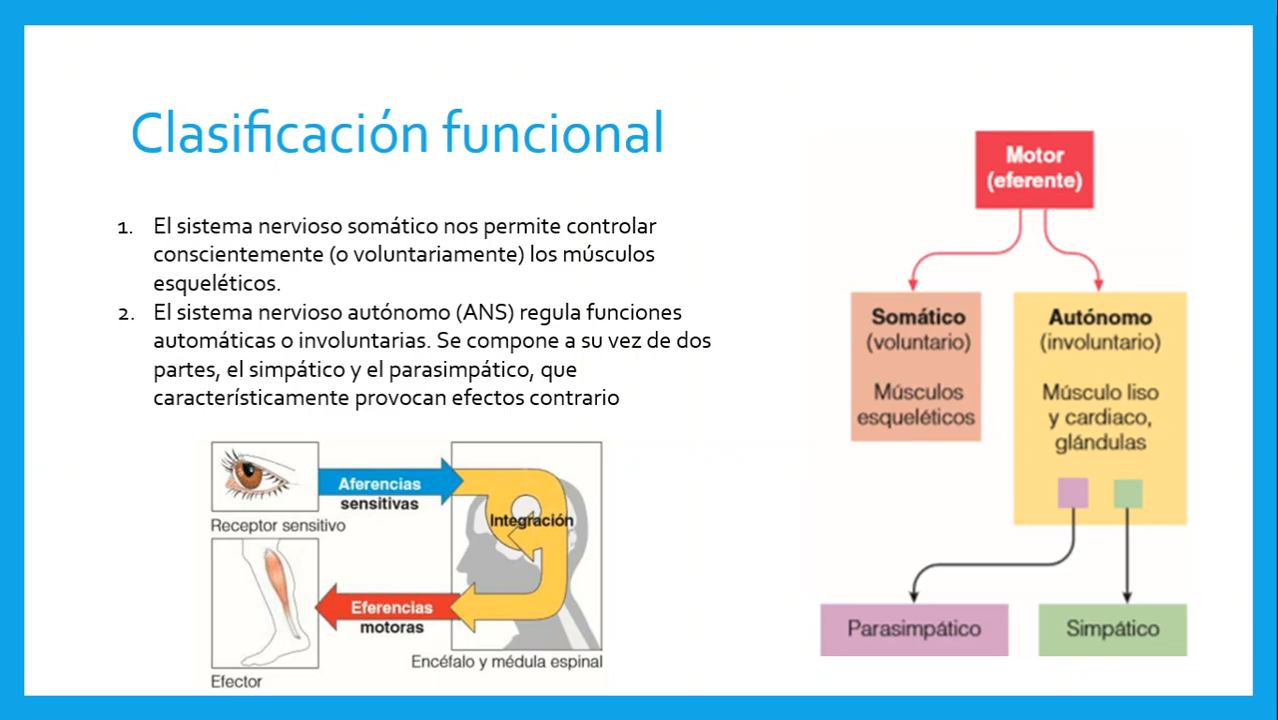 Clasificación funcional
1. El sistema nervioso somático nos permite controlar
conscientemente (o voluntariamente) los músculos
esqueléticos.
2. El sistema nervioso autónomo (ANS) regula funciones
automáticas o involuntarias. Se compone a su vez de dos
partes, el simpático y el parasimpático, que
característicamente provocan efectos contrario
Aferencias
sensitivas
Receptor sensitivo
Integración
Eferencias
motoras
Encéfalo y médula espinal
Efector
Motor
(eferente)
Somático
(voluntario)
Músculos
esqueléticos
Autónomo
(involuntario)
Músculo liso
y cardiaco,
glándulas
Parasimpático
Simpático